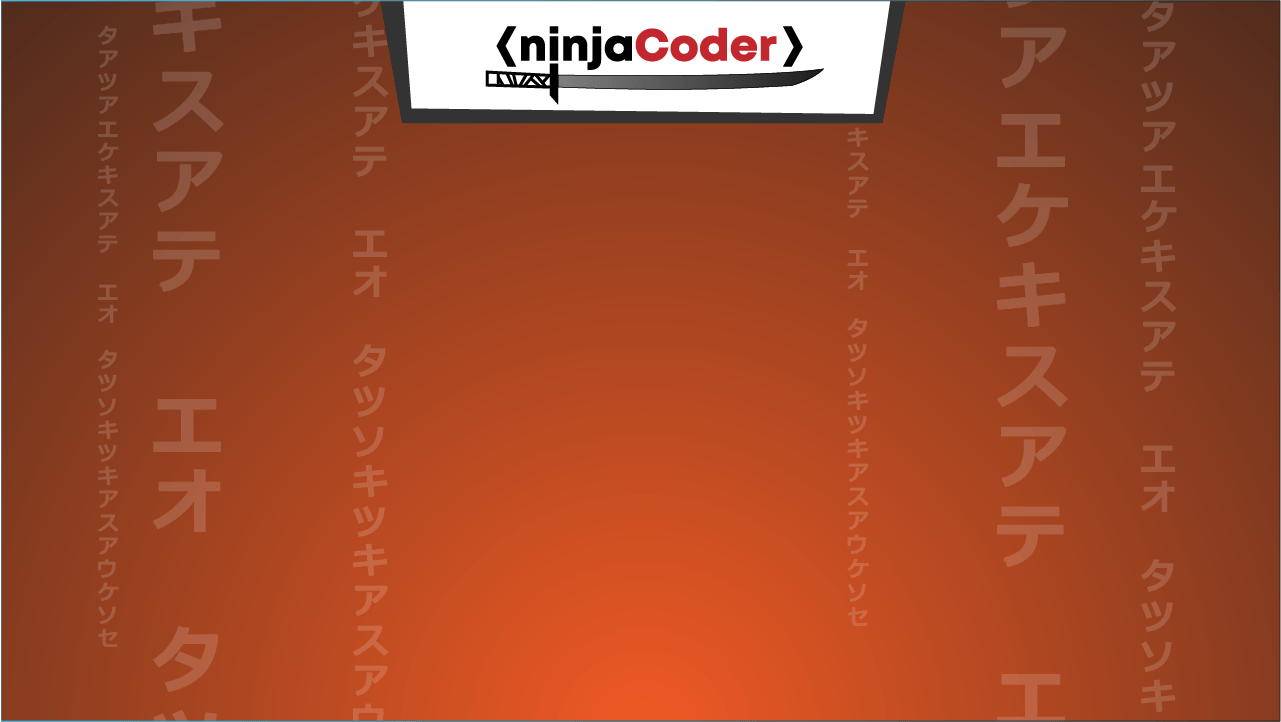 <ninjaCoder>
タアツアエケキスアテ　エオ　タツソキツキアスアウケソセ
キスアテ　エオ　タツ
ツキスアテ　エオ　タツソキツキアスアウ
キスアテ　エオ　タツソキツキアスアウケソセ
アエケキスアテ　エ
タアツアエケキスアテ　エオ　タツソキ